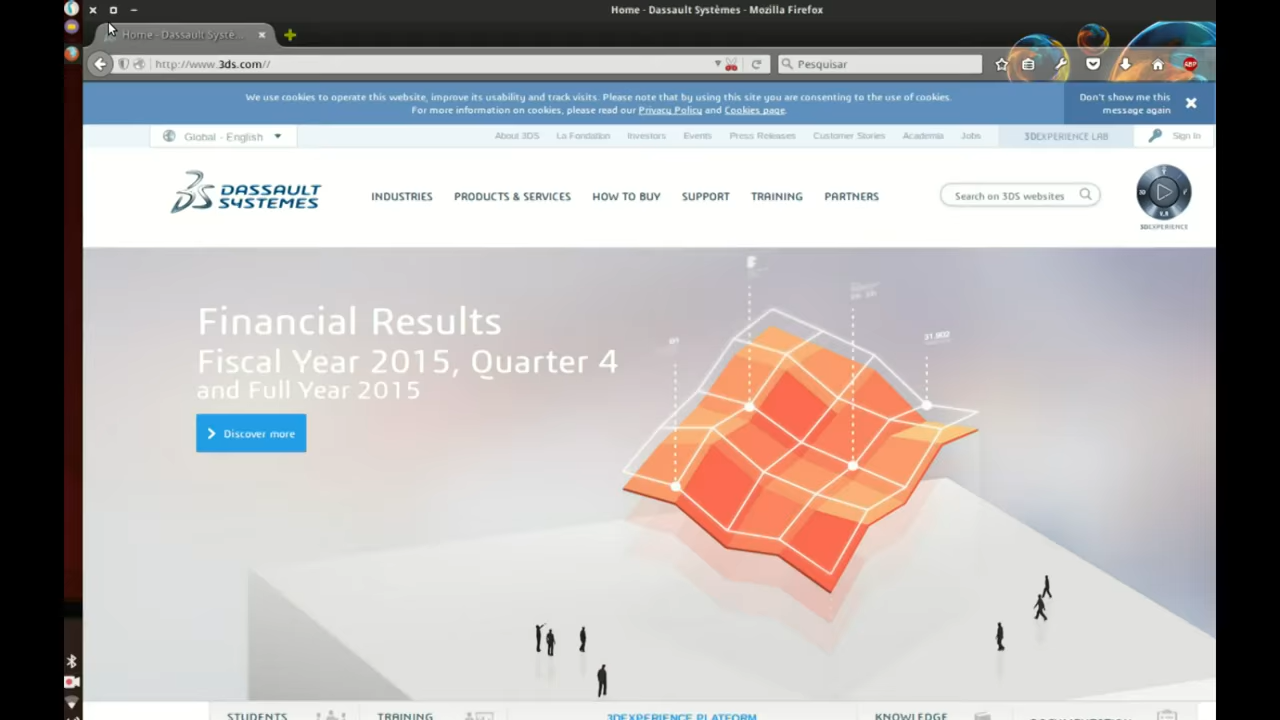 Home - Dassault Systèmes - Mozilla Firefox
Home - Dassault Systè...
http://www.3ds.com//
Pesquisar
ABP
We use cookies to operate this website, improve its usability and track visits. Please note that by using this site you are consenting to the use of cookies.
For more information on cookies, please read our Privacy Policy and Cookies page.
Don't show me this
message again
Global - English
About 3DS
La Fondation
Investors
Events
Press Releases
Customer Stories
Academia
Jobs
3DEXPERIENCE LAB
Sign In
DASSAULT
SYSTEMES
INDUSTRIES
PRODUCTS & SERVICES
HOW TO BUY
SUPPORT
TRAINING
PARTNERS
Search on 3DS websites
3DEXPERIENCE
Financial Results
Fiscal Year 2015, Quarter 4
and Full Year 2015
Discover more
31.902
STUDENTS
TRAINING
3DEXPERIENCE PLATFORM
KNOWLEDGE
DOCUMENTATION